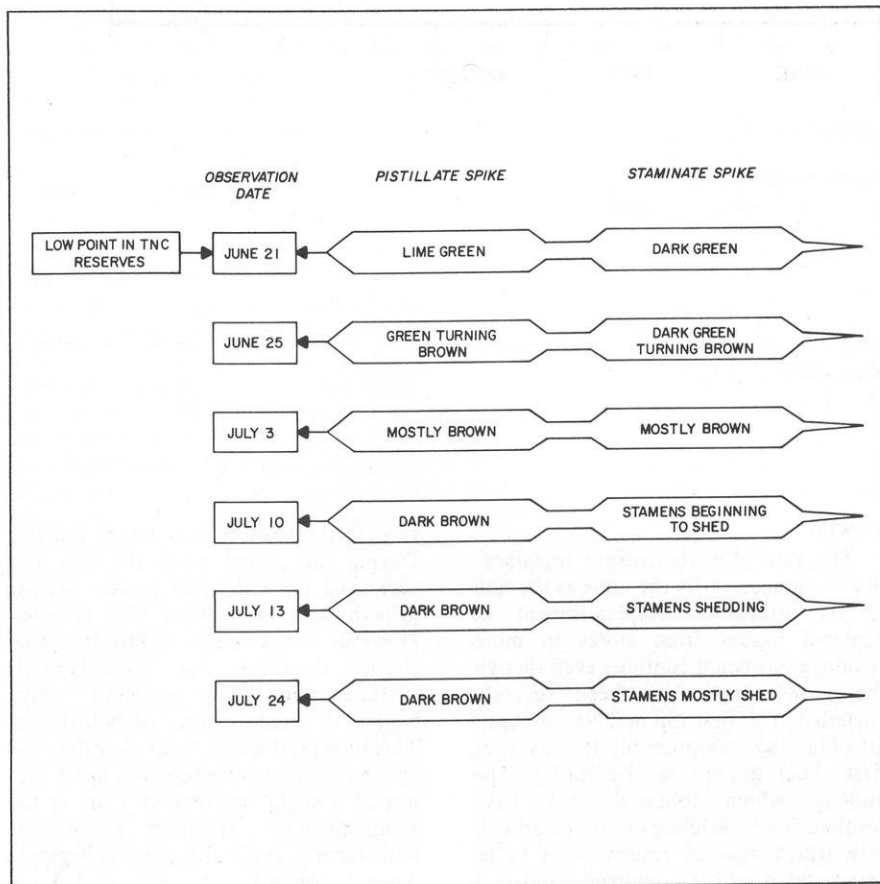 OBSERVATION DATE
PISTILLATE SPIKE
STAMINATE SPIKE
LOW POINT IN TNC
RESERVES
JUNE 21
LIME GREEN
DARK GREEN
JUNE 25
GREEN TURNING
BROWN
DARK GREEN
TURNING BROWN
JULY 3
MOSTLY BROWN
MOSTLY BROWN
JULY 10
DARK BROWN
STAMENS BEGINNING
TO SHED
JULY 13
DARK BROWN
STAMENS SHEDDING
JULY 24
DARK BROWN
STAMENS MOSTLY SHED